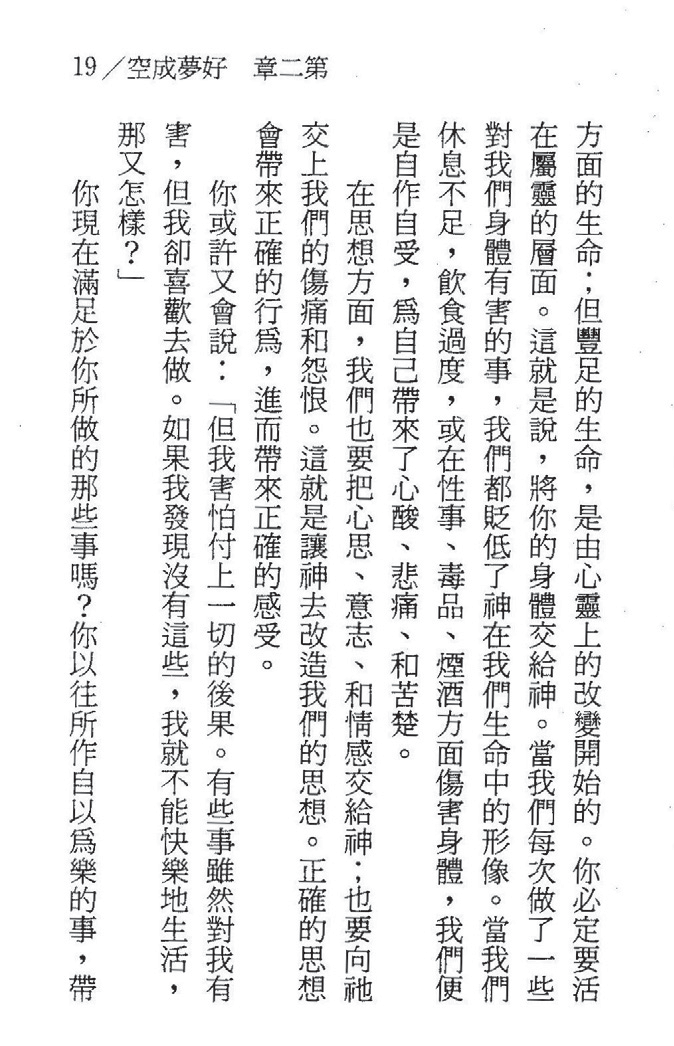 19／空成夢好　章二第
方面的生命；但豐足的生命，是由心靈上的改變開始的。你必定要活
在屬靈的層面。這就是說，將你的身體交給神。當我們每次做了一些
對我們身體有害的事，我們都貶低了神在我們生命中的形像。當我們
休息不足，飲食過度，或在性事、毒品、煙酒方面傷害身體，我們便
是自作自受，爲自己帶來了心酸、悲痛、和苦楚。
在思想方面，我們也要把心思、意志、和情感交給神；也要向祂
交上我們的傷痛和怨恨。這就是讓神去改造我們的思想。正確的思想
會帶來正確的行爲，進而帶來正確的感受。
你或許又會說：「但我害怕付上一切的後果。有些事雖然對我有
害，但我卻喜歡去做。如果我發現沒有這些，我就不能快樂地生活，
那又怎樣？」
你現在滿足於你所做的那些事嗎？你以往所作自以爲樂的事，帶